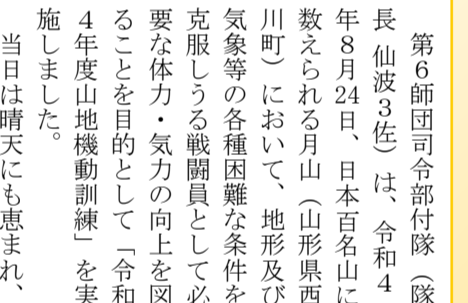 第６師団司令部付隊（隊
長 仙波３佐）は、令和４
年８月24日、日本百名山に
数えられる月山（山形県西
川町）において、地形及び
気象等の各種困難な条件を
克服しうる戦闘員として必
要な体力・気力の向上を図
ることを目的として「令和
４年度山地機動訓練」を実
施しました。
当日は晴天にも恵まれ、